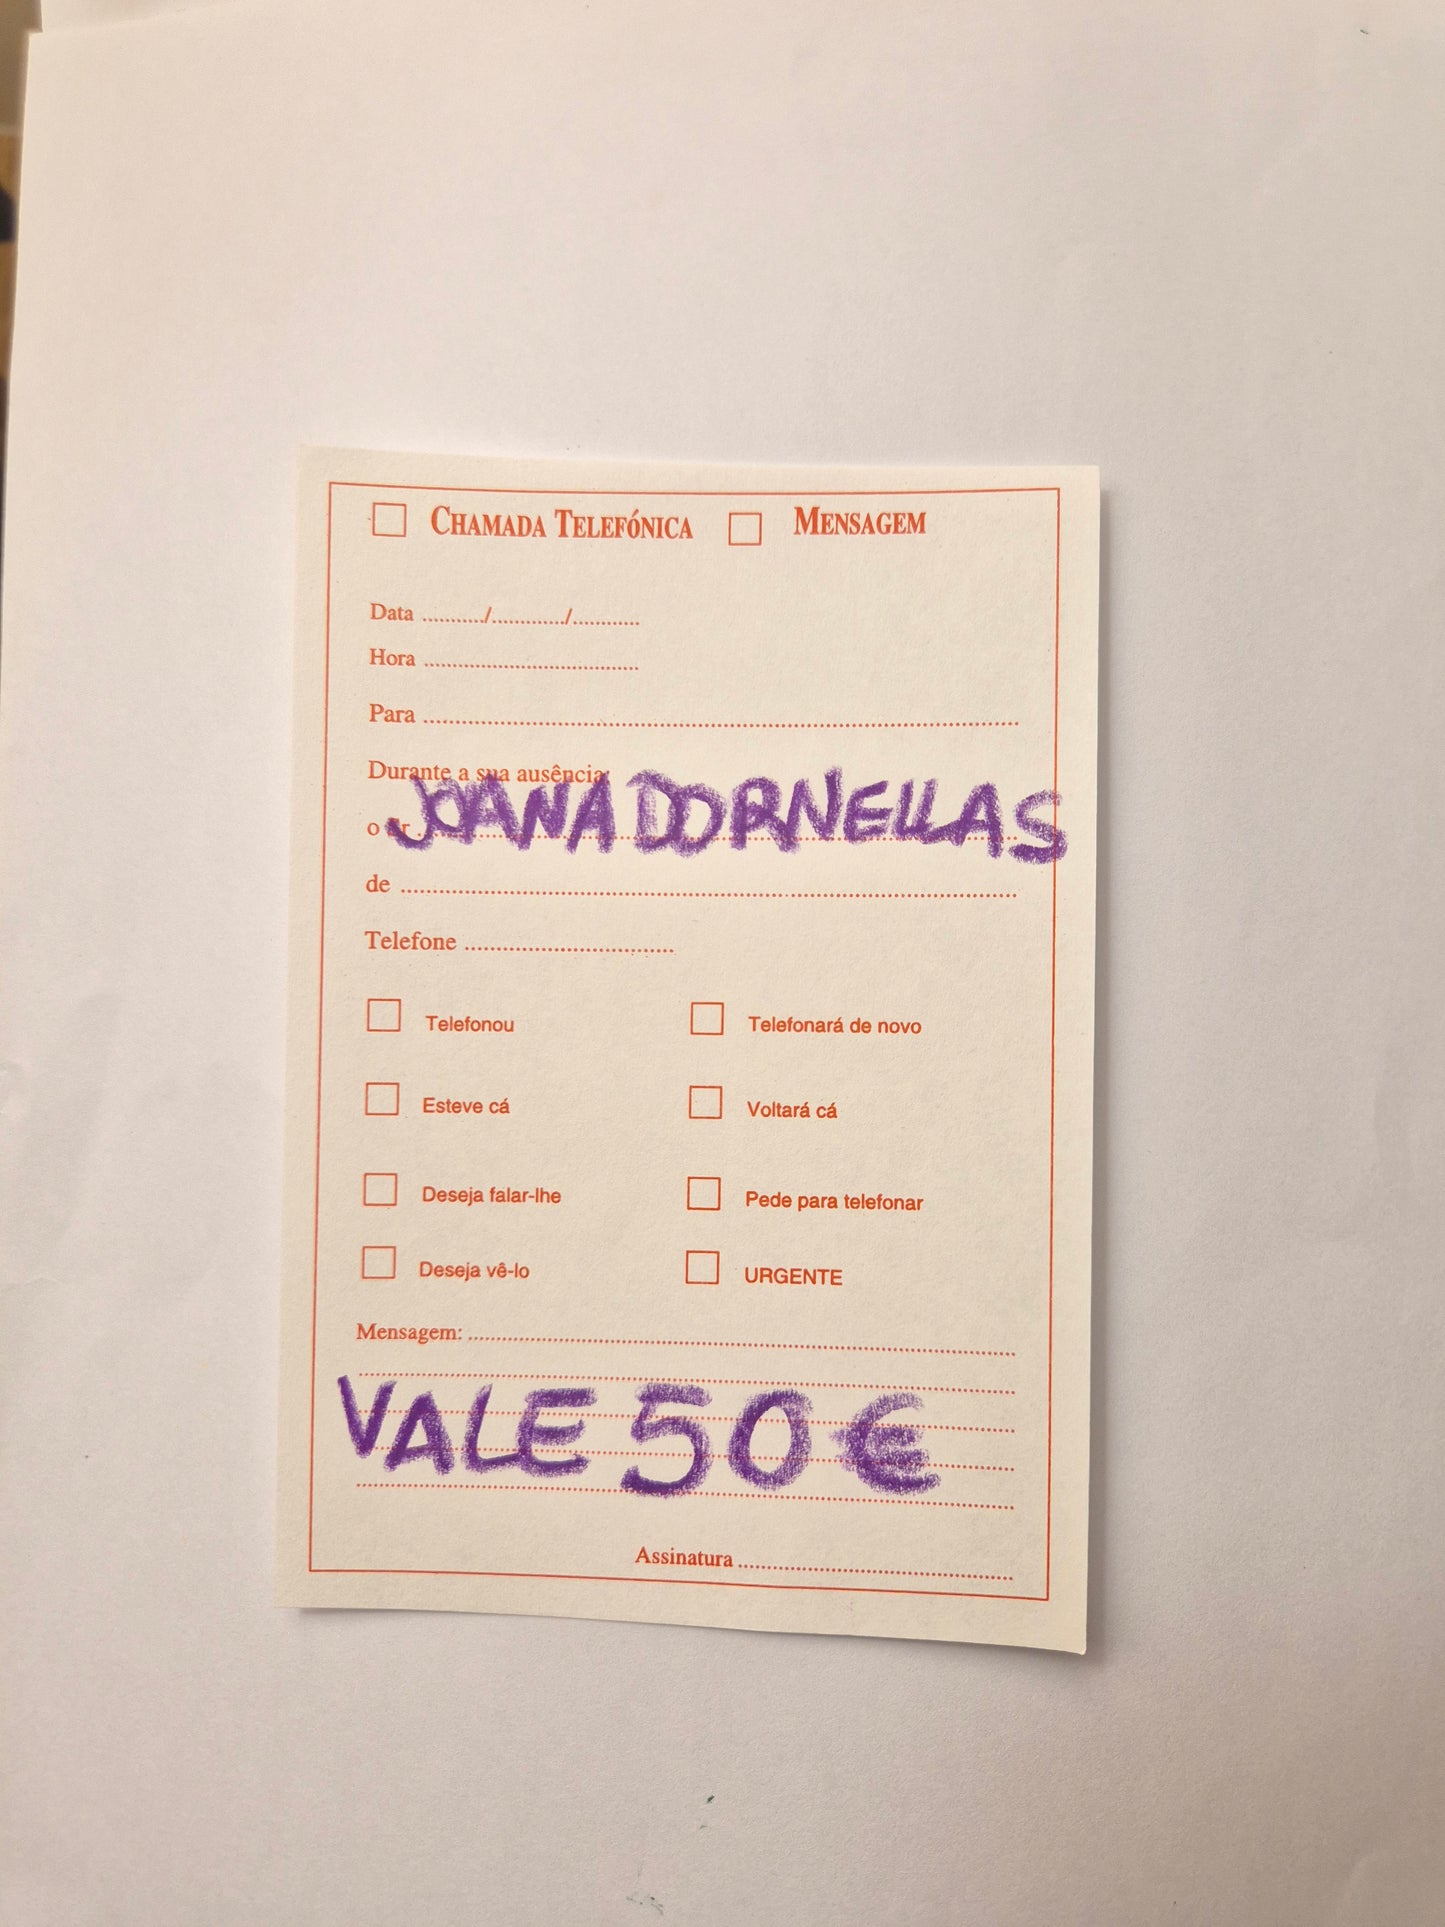 CHAMADA TELEFÓNICA MENSAGEM
Data ........../............/...........
Hora ....................................
Para ....................................................................................................
Durante a sua ausência:
o Sr. JOANA DORNELLAS
de ........................................................................................................
Telefone ...................................
Telefonou Telefonará de novo
Esteve cá Voltará cá
Deseja falar-lhe Pede para telefonar
Deseja vê-lo URGENTE
Mensagem: ............................................................................................
VALE 50€
Assinatura ..............................................